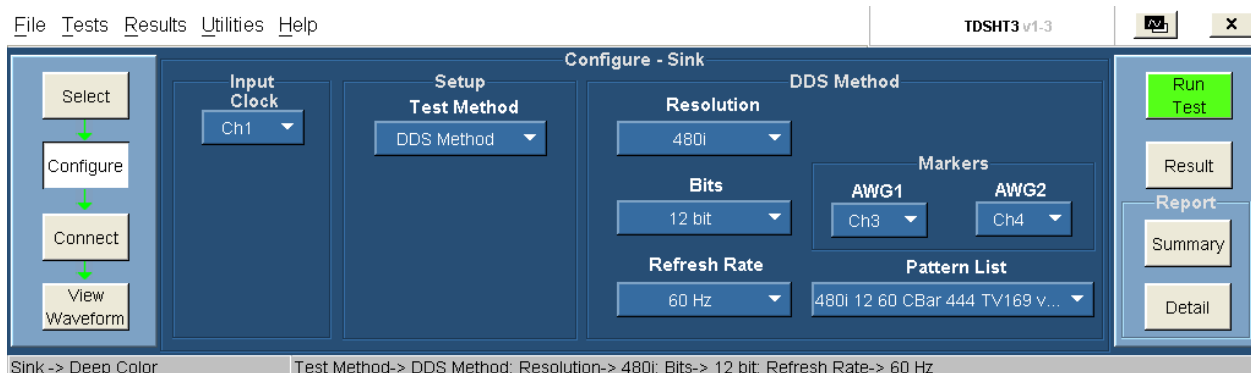 File Tests Results Utilities Help
TDSHT3 v1-3
x
Configure - Sink
Select
Configure
Connect
View
Waveform
Input
Clock
Ch1
Setup
Test Method
DDS Method
DDS Method
Resolution
480i
Bits
12 bit
Refresh Rate
60 Hz
Markers
AWG1
Ch3
AWG2
Ch4
Pattern List
480i 12 60 CBar 444 TV169 v...
Run
Test
Result
Report
Summary
Detail
Sink -> Deep Color
Test Method-> DDS Method; Resolution-> 480i; Bits-> 12 bit; Refresh Rate-> 60 Hz